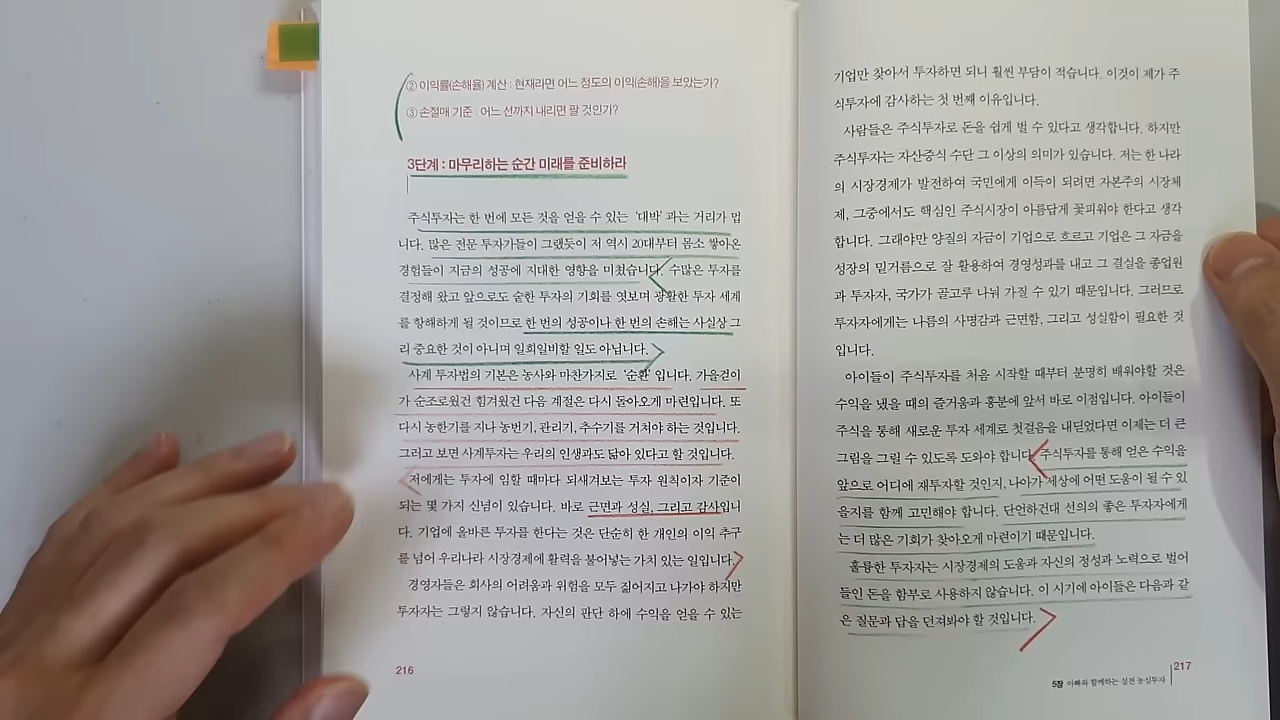 ② 이익률(손해율) 계산 : 현재라면 어느 정도의 이익(손해)을 보았는가?
③ 손절매 기준 : 어느 선까지 내리면 팔 것인가?
3단계 : 마무리하는 순간 미래를 준비하라
주식투자는 한 번에 모든 것을 얻을 수 있는 '대박'과는 거리가 멉
니다. 많은 전문 투자가들이 그랬듯이 저 역시 20대부터 몸소 쌓아온
경험들이 지금의 성공에 지대한 영향을 미쳤습니다. 수많은 투자를
결정해 왔고 앞으로도 숱한 투자의 기회를 엿보며 광활한 투자 세계
를 항해하게 될 것이므로 한 번의 성공이나 한 번의 손해는 사실상 그
리 중요한 것이 아니며 일희일비할 일도 아닙니다.
사계 투자법의 기본은 농사와 마찬가지로 '순환'입니다. 가을걷이
가 순조로웠건 힘겨웠건 다음 계절은 다시 돌아오게 마련입니다. 또
다시 농한기를 지나 농번기, 관리기, 추수기를 거쳐야 하는 것입니다.
그러고 보면 사계투자는 우리의 인생과도 닮아 있다고 할 것입니다.
저에게는 투자에 임할 때마다 되새겨보는 투자 원칙이자 기준이
되는 몇 가지 신념이 있습니다. 바로 근면과 성실, 그리고 감사입니
다. 기업에 올바른 투자를 한다는 것은 단순히 한 개인의 이익 추구
를 넘어 우리나라 시장경제에 활력을 불어넣는 가치 있는 일입니다.
경영자들은 회사의 어려움과 위험을 모두 짊어지고 나가야 하지만
투자자는 그렇지 않습니다. 자신의 판단 하에 수익을 얻을 수 있는
216
기업만 찾아서 투자하면 되니 훨씬 부담이 적습니다. 이것이 제가 주
식투자에 감사하는 첫 번째 이유입니다.
사람들은 주식투자로 돈을 쉽게 벌 수 있다고 생각합니다. 하지만
주식투자는 자산증식 수단 그 이상의 의미가 있습니다. 저는 한 나라
의 시장경제가 발전하여 국민에게 이득이 되려면 자본주의 시장체
제, 그중에서도 핵심인 주식시장이 아름답게 꽃피워야 한다고 생각
합니다. 그래야만 양질의 자금이 기업으로 흐르고 기업은 그 자금을
성장의 밑거름으로 잘 활용하여 경영성과를 내고 그 결실을 종업원
과 투자자, 국가가 골고루 나눠 가질 수 있기 때문입니다. 그러므로
투자자에게는 나름의 사명감과 근면함, 그리고 성실함이 필요한 것
입니다.
아이들이 주식투자를 처음 시작할 때부터 분명히 배워야할 것은
수익을 냈을 때의 즐거움과 흥분에 앞서 바로 이점입니다. 아이들이
주식을 통해 새로운 투자 세계로 첫걸음을 내딛었다면 이제는 더 큰
그림을 그릴 수 있도록 도와야 합니다. 주식투자를 통해 얻은 수익을
앞으로 어디에 재투자할 것인지, 나아가 세상에 어떤 도움이 될 수 있
을지를 함께 고민해야 합니다. 단언하건대 선의의 좋은 투자자에게
는 더 많은 기회가 찾아오게 마련이기 때문입니다.
훌륭한 투자자는 시장경제의 도움과 자신의 정성과 노력으로 벌어
들인 돈을 함부로 사용하지 않습니다. 이 시기에 아이들은 다음과 같
은 질문과 답을 던져봐야 할 것입니다.
5장 아빠와 함께하는 실전 농심투자
217